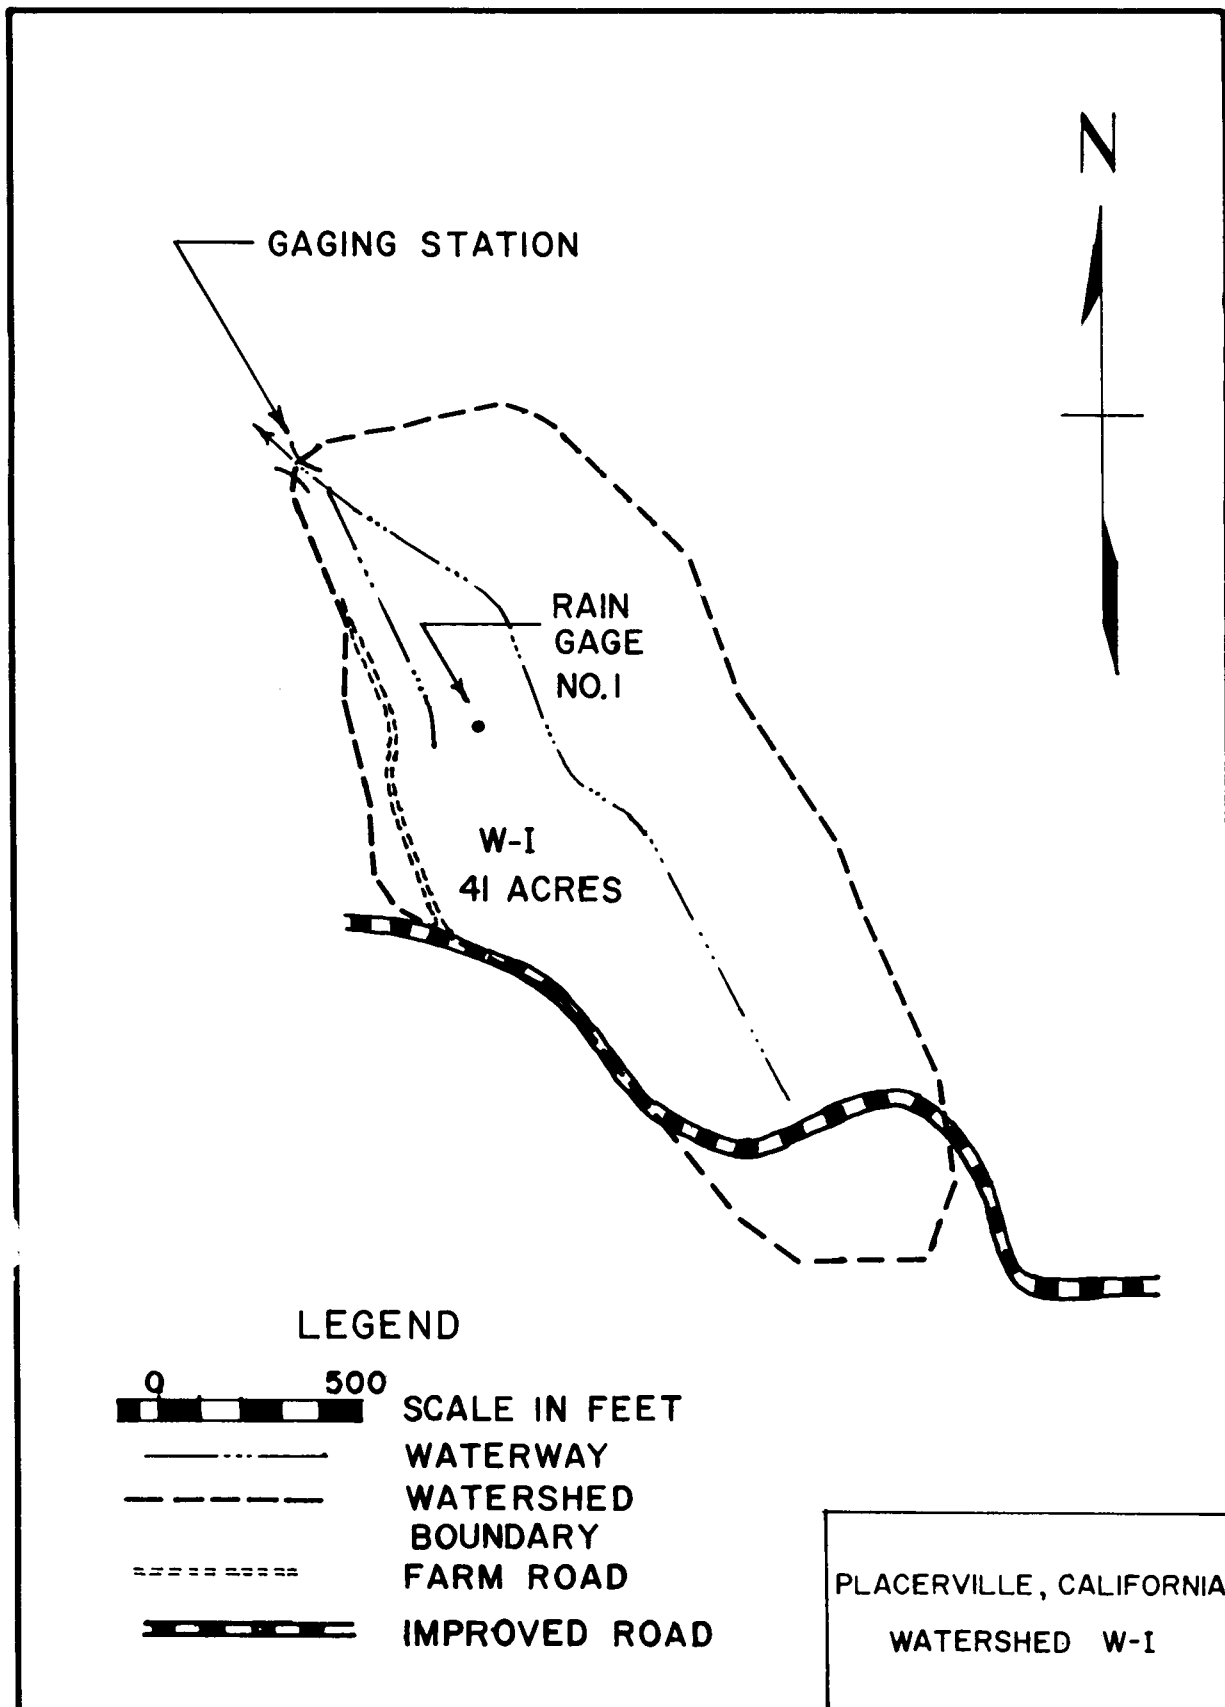 N
GAGING STATION
RAIN
GAGE
NO. 1
W-I
41 ACRES
LEGEND
0 500
SCALE IN FEET
WATERWAY
WATERSHED
BOUNDARY
FARM ROAD
IMPROVED ROAD
PLACERVILLE, CALIFORNIA
WATERSHED W-I